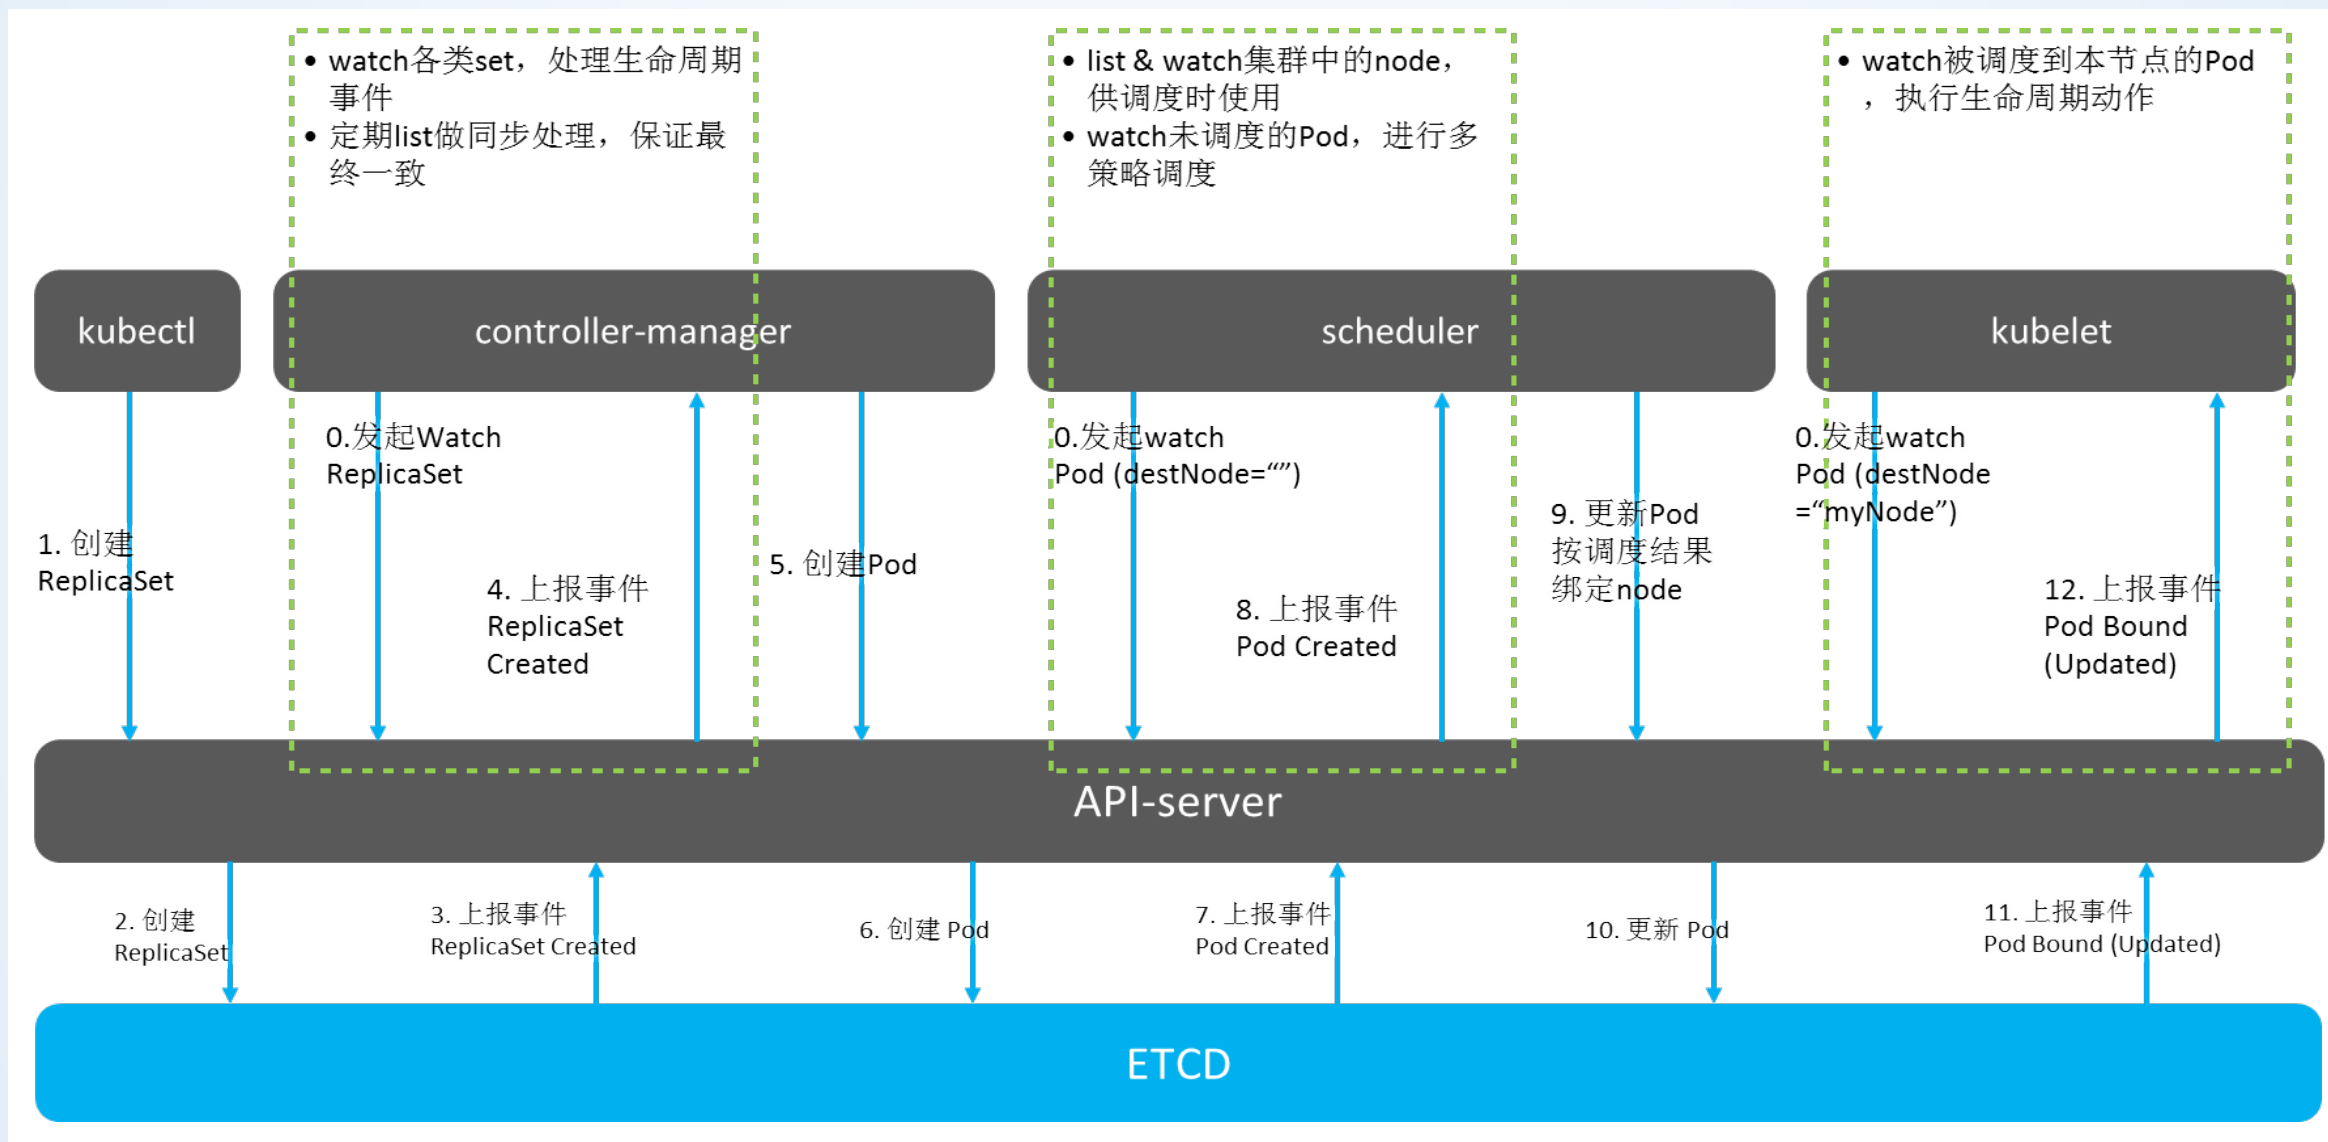 • watch各类set，处理生命周期
事件
• 定期list做同步处理，保证最
终一致
• list & watch集群中的node，
供调度时使用
• watch未调度的Pod，进行多
策略调度
• watch被调度到本节点的Pod
，执行生命周期动作
kubectl
controller-manager
scheduler
kubelet
1. 创建
ReplicaSet
0.发起Watch
ReplicaSet
4. 上报事件
ReplicaSet
Created
5. 创建Pod
0.发起watch
Pod (destNode=“”)
8. 上报事件
Pod Created
9. 更新Pod
按调度结果
绑定node
0.发起watch
Pod (destNode
=“myNode”)
12. 上报事件
Pod Bound
(Updated)
API-server
2. 创建
ReplicaSet
3. 上报事件
ReplicaSet Created
6. 创建 Pod
7. 上报事件
Pod Created
10. 更新 Pod
11. 上报事件
Pod Bound (Updated)
ETCD